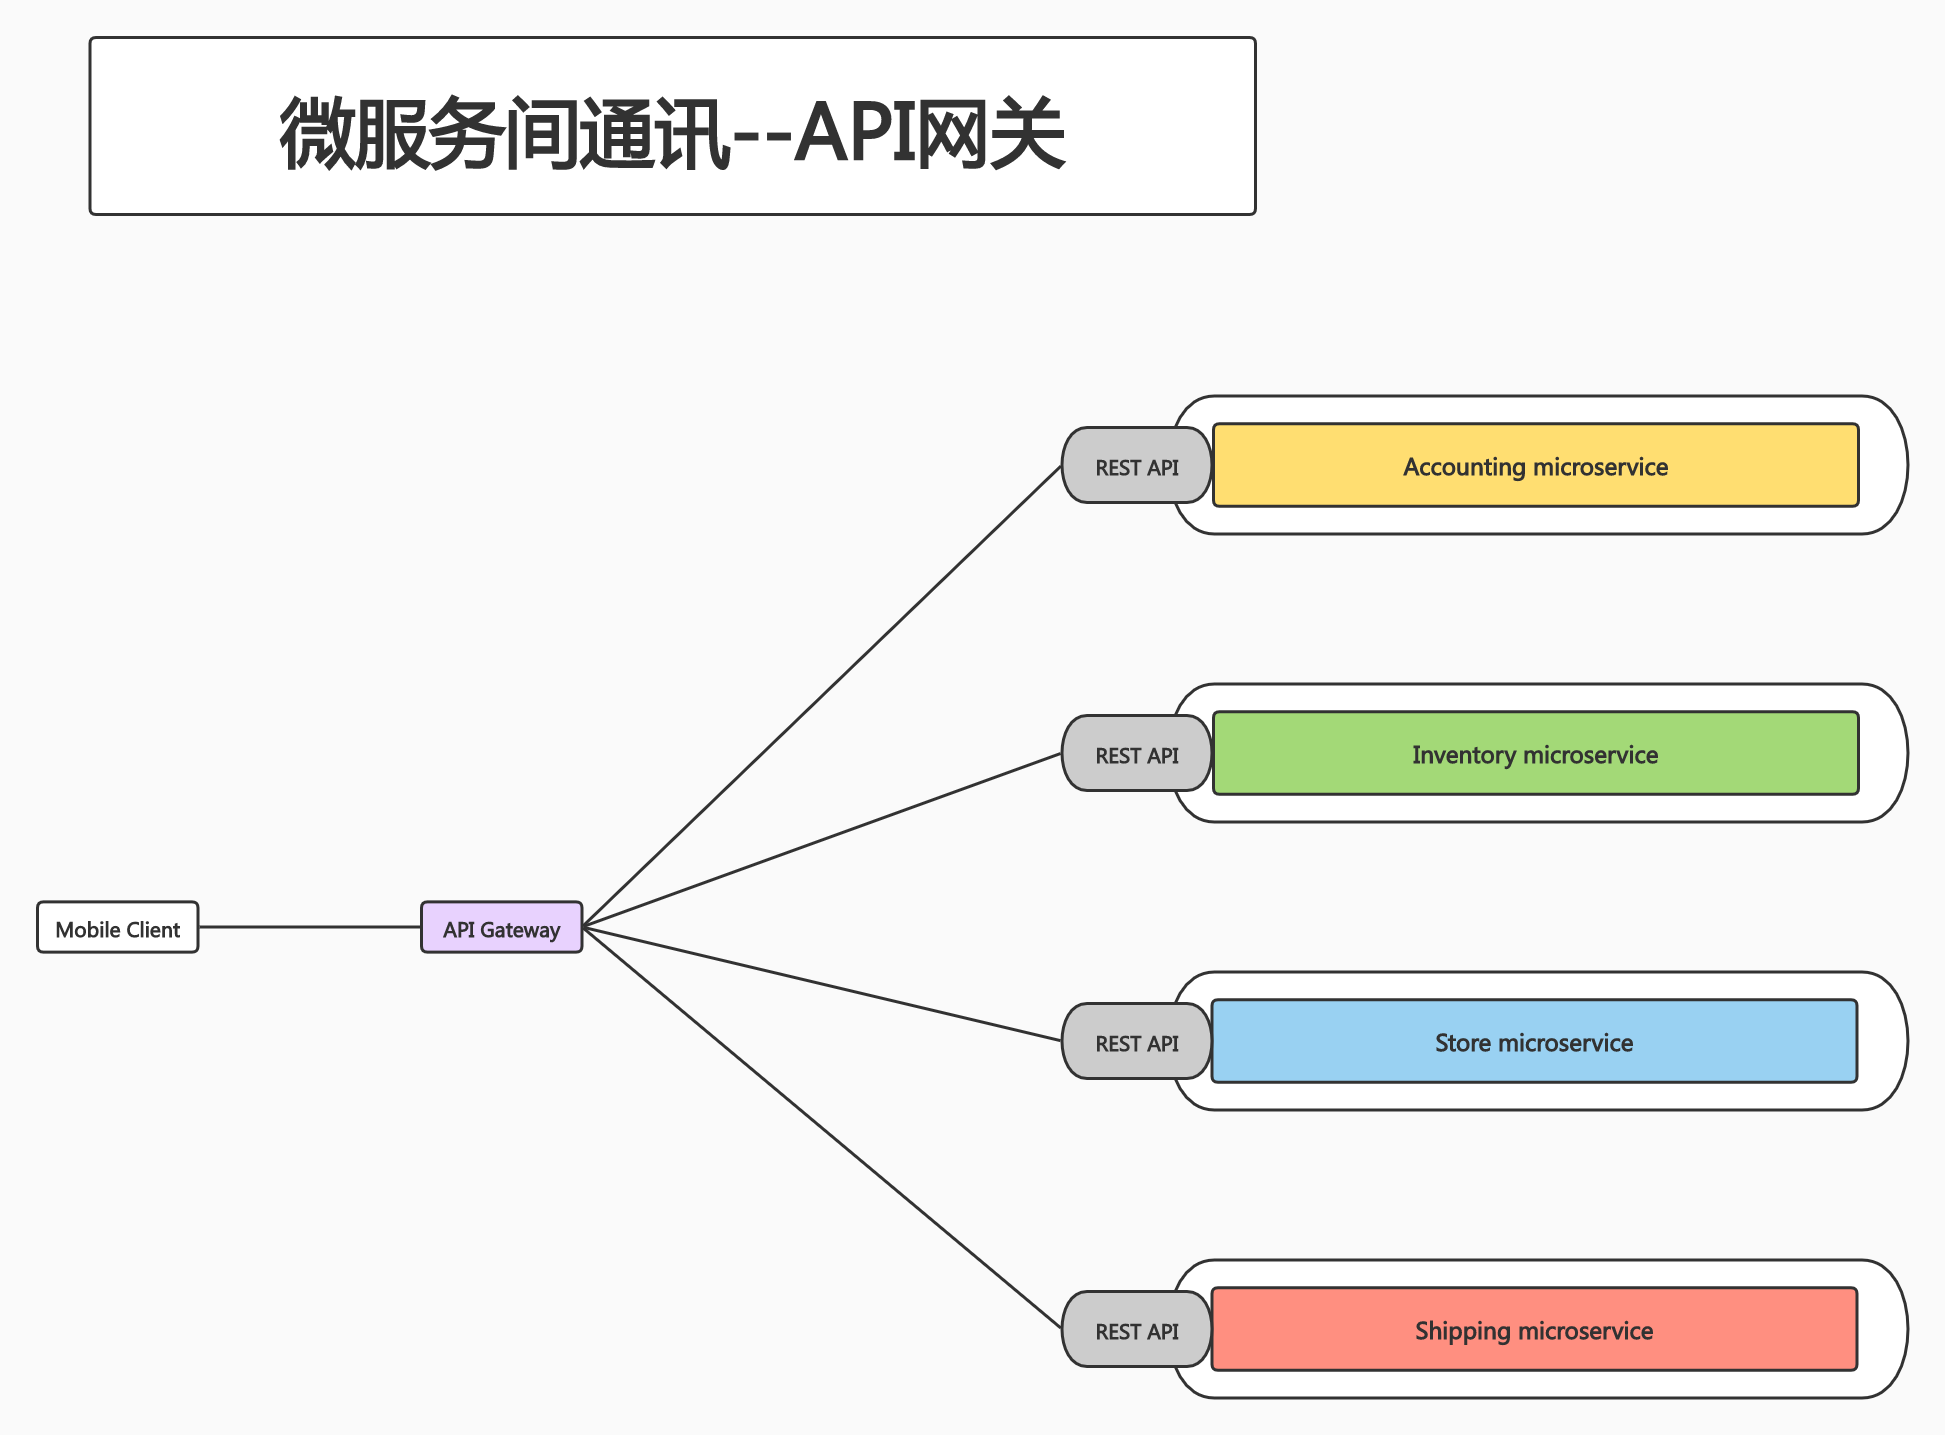 微服务间通讯--API网关
REST API
Accounting microservice
REST API
Inventory microservice
Mobile Client
API Gateway
REST API
Store microservice
REST API
Shipping microservice